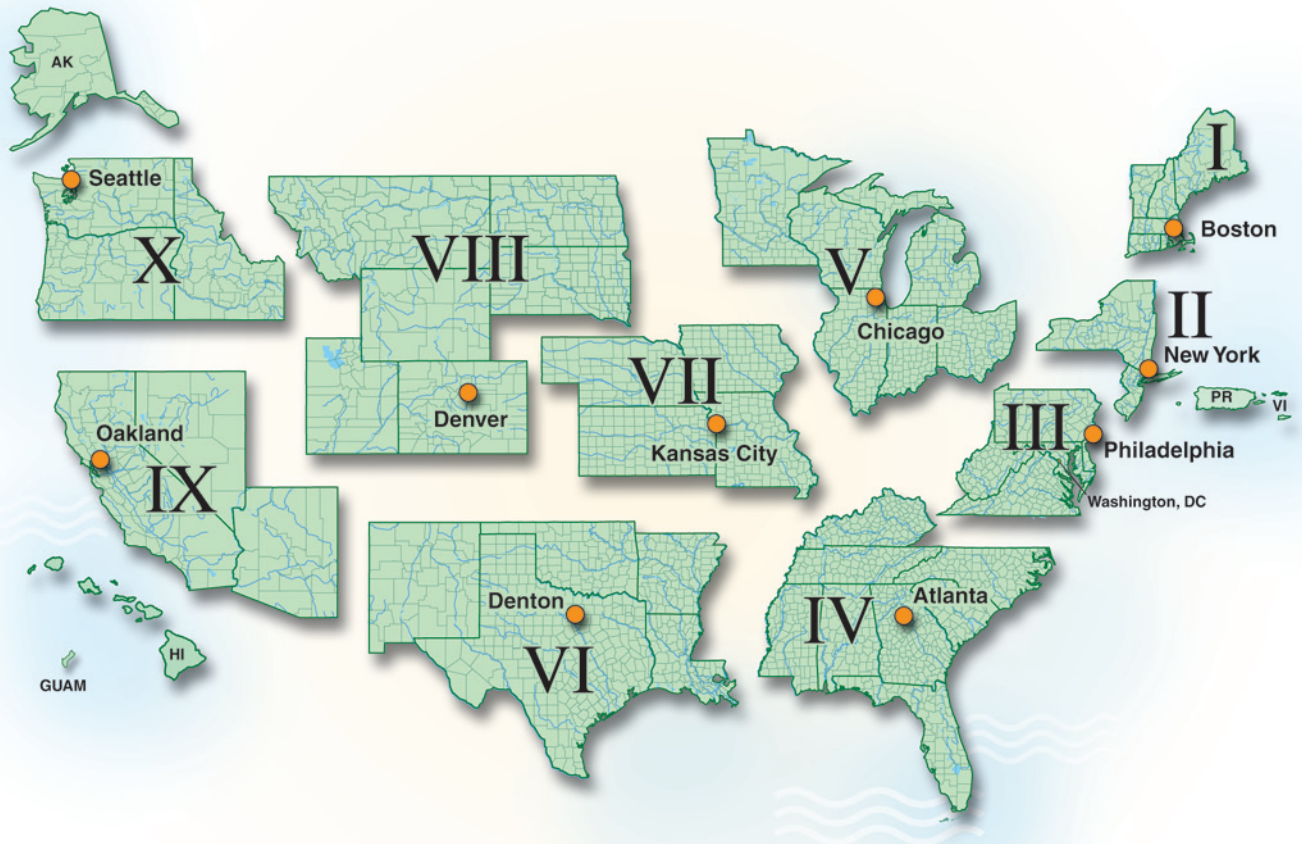 AK
I
Seattle
Boston
X
VIII
V
II
Chicago
New York
VII
PR
VI
Denver
III
Oakland
Kansas City
Philadelphia
IX
Washington, DC
Denton
Atlanta
IV
HI
VI
GUAM